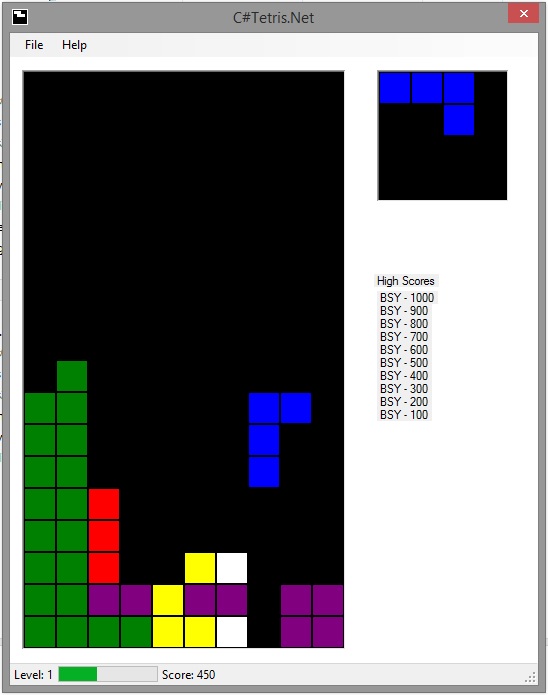 C#Tetris.Net
File Help
High Scores
BSY - 1000
BSY - 900
BSY - 800
BSY - 700
BSY - 600
BSY - 500
BSY - 400
BSY - 300
BSY - 200
BSY - 100
Level: 1 Score: 450